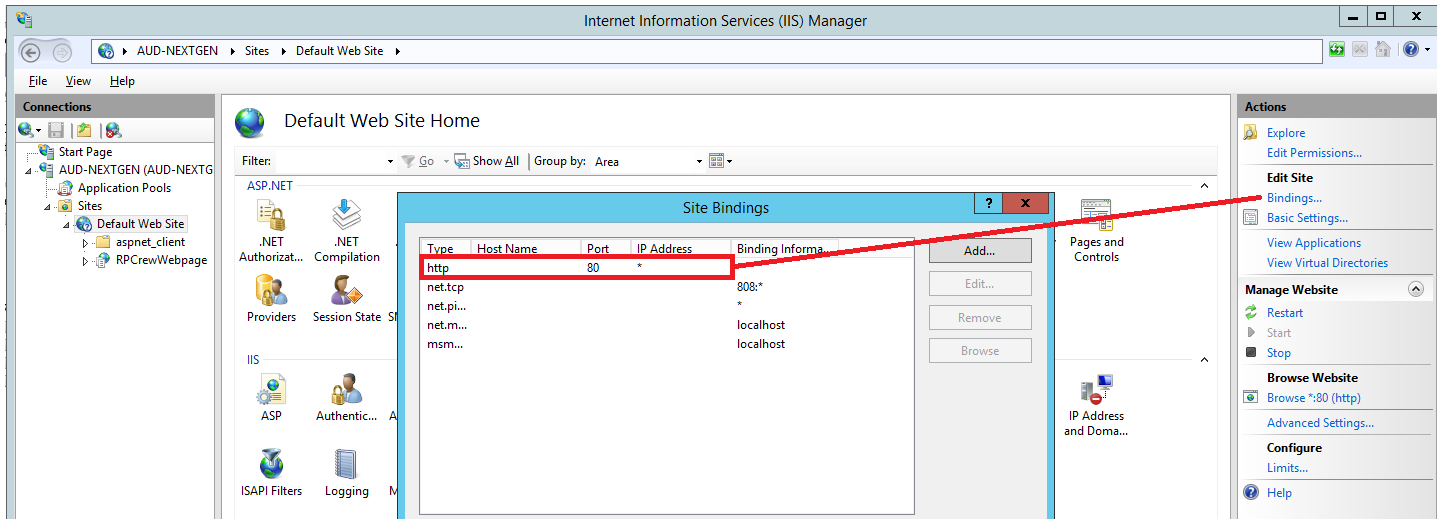 Internet Information Services (IIS) Manager
AUD-NEXTGEN Sites Default Web Site
File View Help
Connections
Start Page
AUD-NEXTGEN (AUD-NEXTG
Application Pools
Sites
Default Web Site
aspnet_client
RPCrewWebpage
Default Web Site Home
Filter: Go Show All Group by: Area
ASP.NET
.NET Authorizat...
.NET Compilation
Pages and Controls
Providers
Session State
IIS
ASP
Authentic...
IP Address and Doma...
ISAPI Filters
Logging
Site Bindings
?
X
Type Host Name Port IP Address Binding Informa...
http 80 *
net.tcp 808:*
net.pi... *
net.m... localhost
msm... localhost
Add...
Edit...
Remove
Browse
Actions
Explore
Edit Permissions...
Edit Site
Bindings...
Basic Settings...
View Applications
View Virtual Directories
Manage Website
Restart
Start
Stop
Browse Website
Browse *:80 (http)
Advanced Settings...
Configure
Limits...
Help